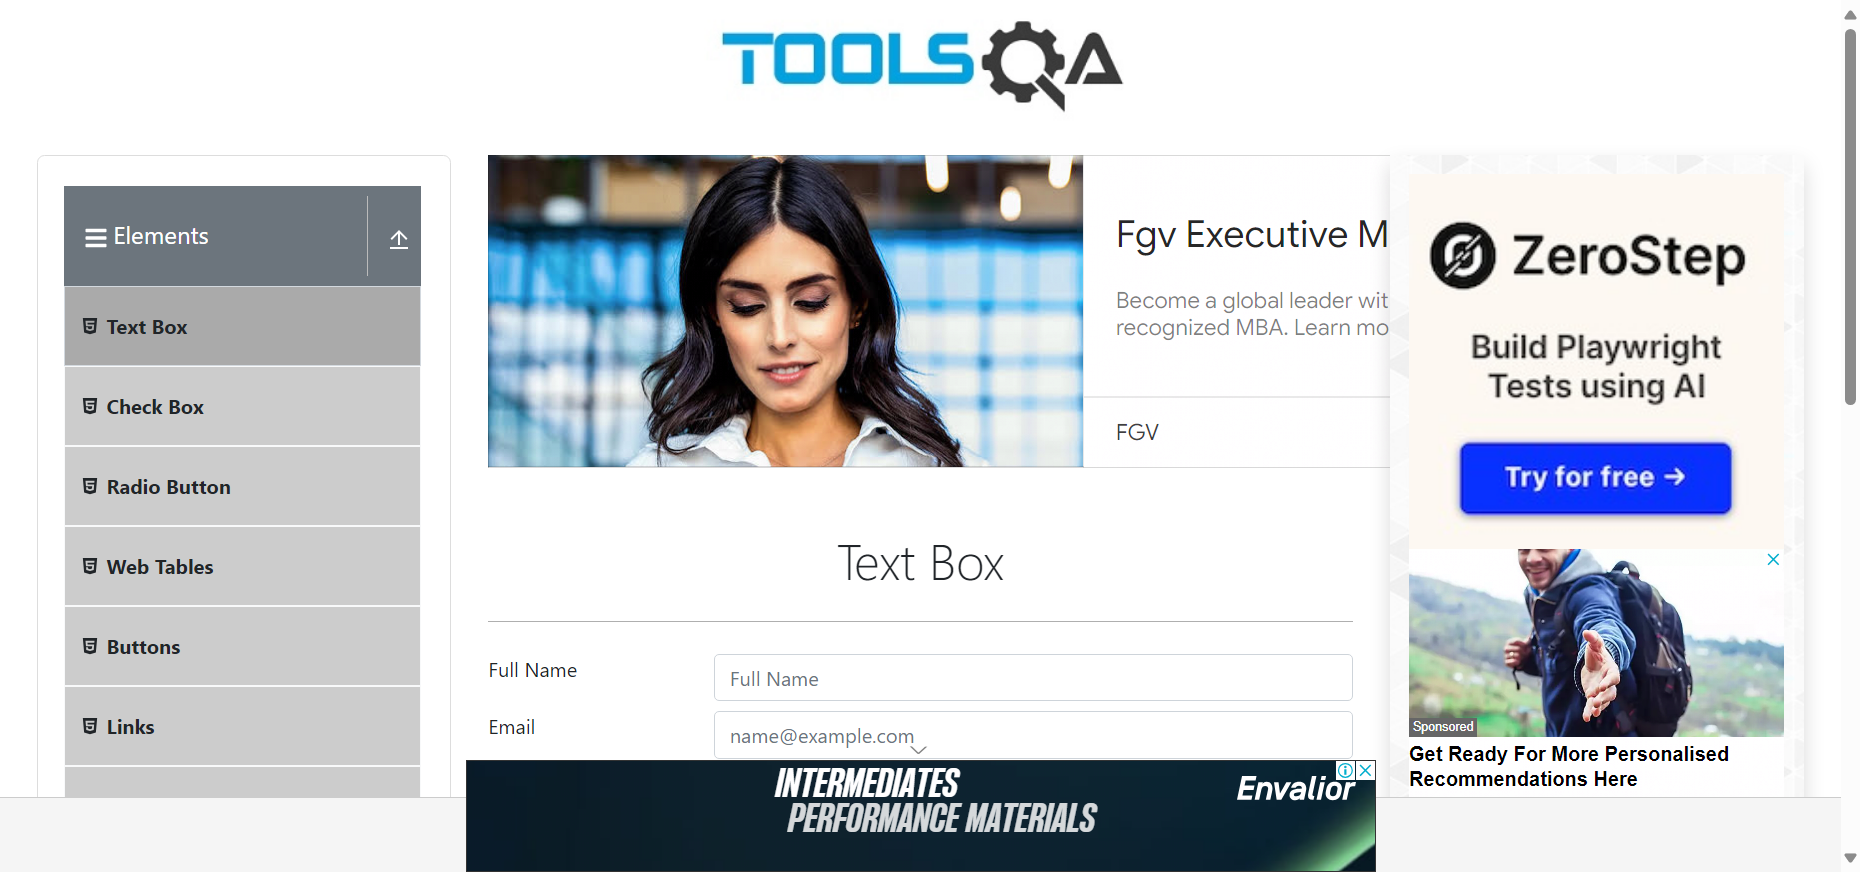 TOOLSQA
Elements
Text Box
Check Box
Radio Button
Web Tables
Buttons
Links
Fgv Executive M
Become a global leader wit
recognized MBA. Learn mo
FGV
Text Box
Full Name
Full Name
Email
name@example.com
ZeroStep
Build Playwright
Tests using AI
Try for free →
Sponsored
Get Ready For More Personalised
Recommendations Here
INTERMEDIATES
PERFORMANCE MATERIALS
Envalior